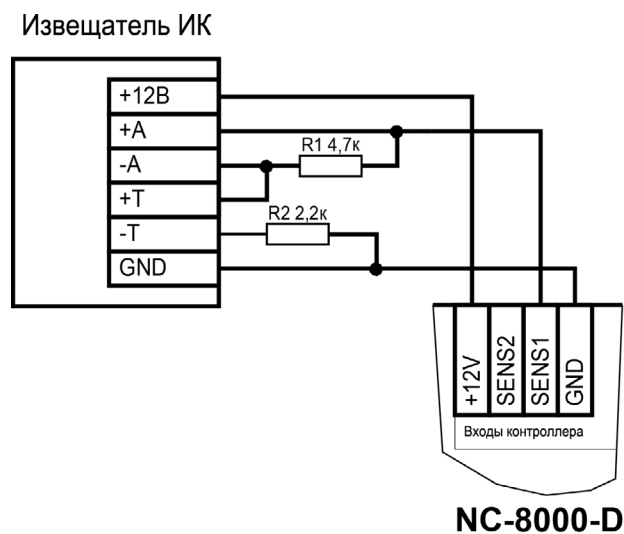 Извещатель ИК
+12В
+А
R1 4,7к
-А
+Т
R2 2,2к
-Т
GND
+12V
SENS2
SENS1
GND
Входы контроллера
NC-8000-D